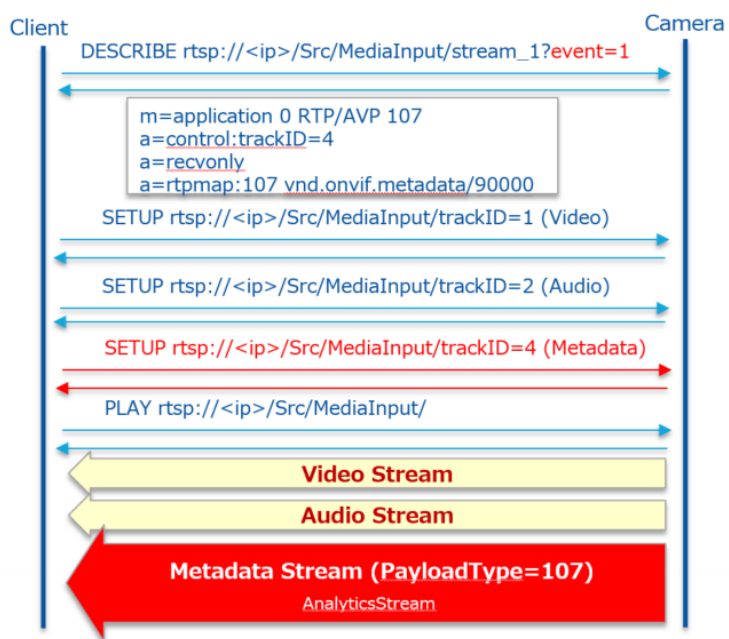 Client
Camera
DESCRIBE rtsp://<ip>/Src/MediaInput/stream_1?event=1
m=application 0 RTP/AVP 107
a=control:trackID=4
a=recvonly
a=rtpmap:107 vnd.onvif.metadata/90000
SETUP rtsp://<ip>/Src/MediaInput/trackID=1 (Video)
SETUP rtsp://<ip>/Src/MediaInput/trackID=2 (Audio)
SETUP rtsp://<ip>/Src/MediaInput/trackID=4 (Metadata)
PLAY rtsp://<ip>/Src/MediaInput/
Video Stream
Audio Stream
Metadata Stream (PayloadType=107)
AnalyticsStream